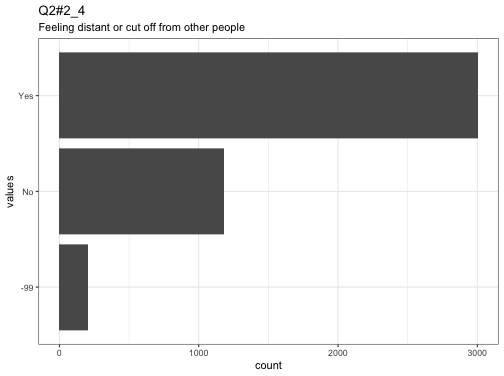 Q2#2_4
Feeling distant or cut off from other people
Yes
No
-99
values
0 1000 2000 3000
count